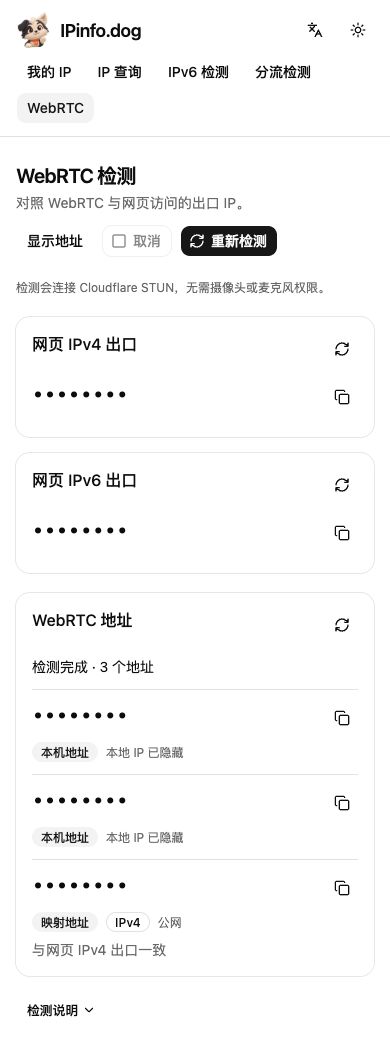 IPinfo.dog
我的 IP IP 查询 IPv6 检测 分流检测
WebRTC
WebRTC 检测
对照 WebRTC 与网页访问的出口 IP。
显示地址 取消 重新检测
检测会连接 Cloudflare STUN，无需摄像头或麦克风权限。
网页 IPv4 出口
••••••••
网页 IPv6 出口
••••••••
WebRTC 地址
检测完成 · 3 个地址
••••••••
本机地址 本地 IP 已隐藏
••••••••
本机地址 本地 IP 已隐藏
••••••••
映射地址 IPv4 公网
与网页 IPv4 出口一致
检测说明